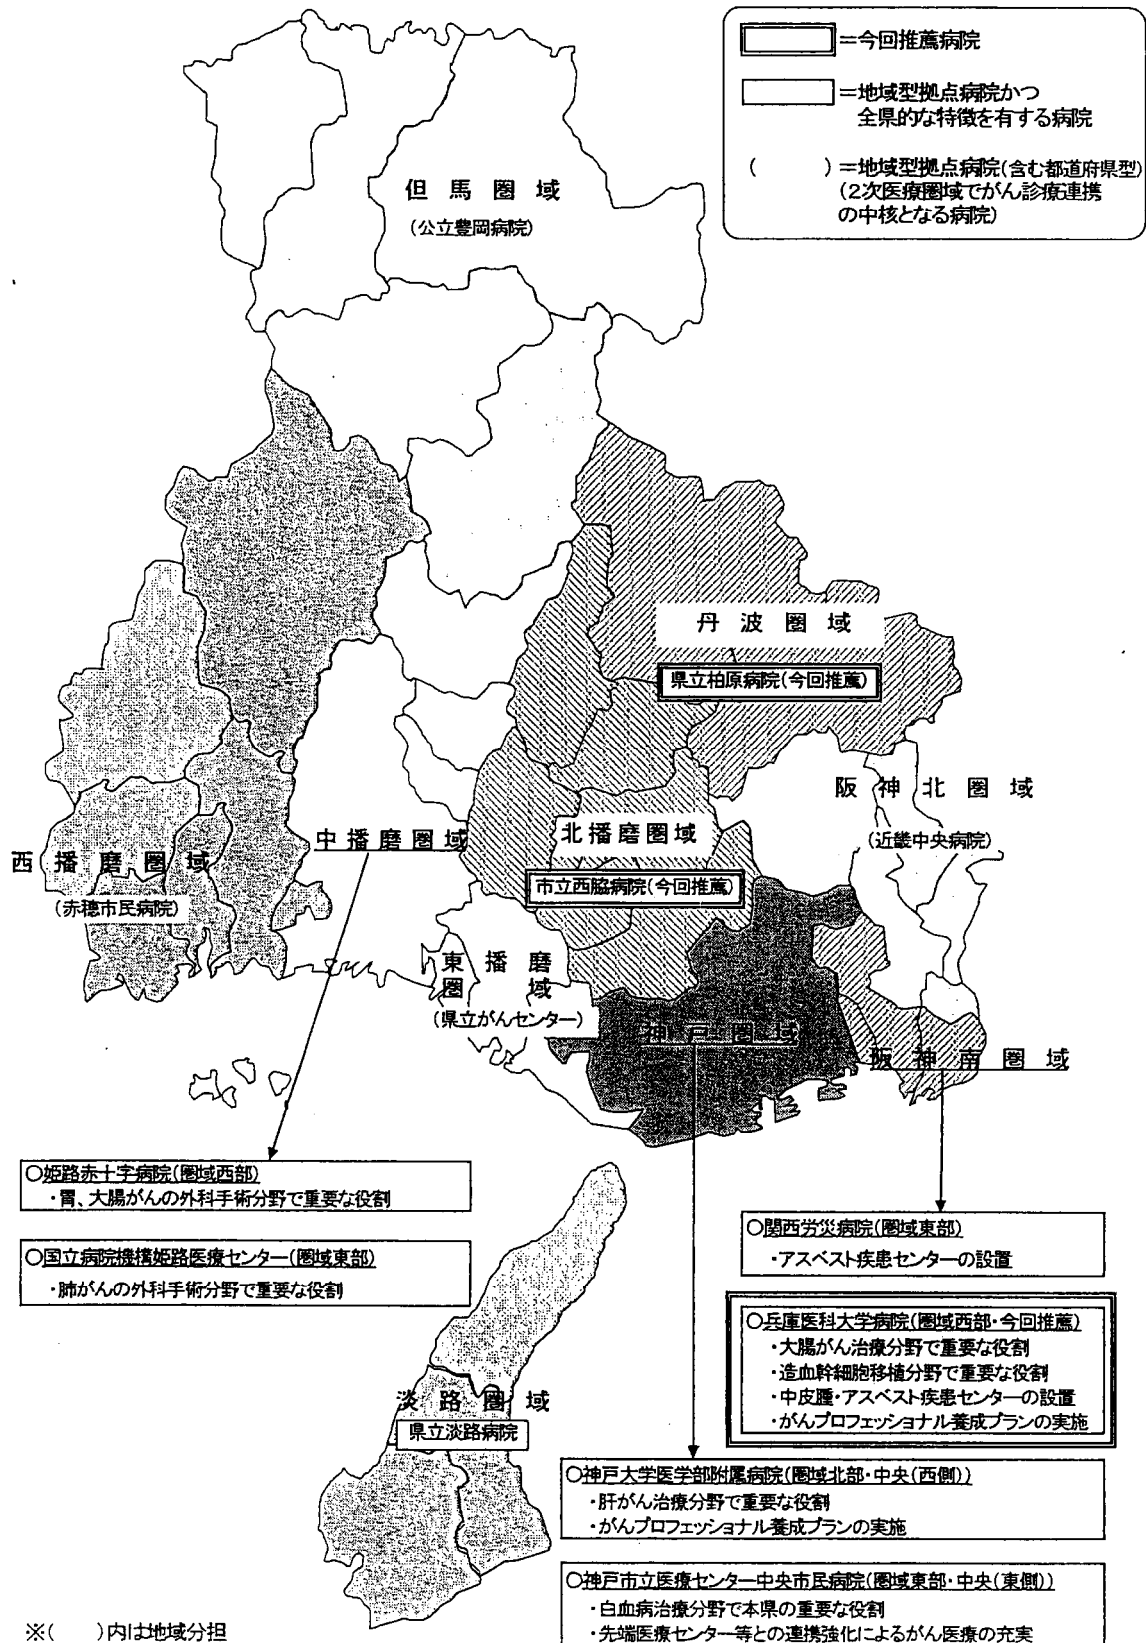 =今回推薦病院
=地域型拠点病院かつ
全県的な特徴を有する病院
(　　)=地域型拠点病院(含む都道府県型)
(2次医療圏域でがん診療連携
の中核となる病院)
但馬圏域
(公立豊岡病院)
丹波圏域
県立柏原病院(今回推薦)
阪神北圏域
(近畿中央病院)
北播磨圏域
市立西脇病院(今回推薦)
中播磨圏域
西播磨圏域
(赤穂市民病院)
東播磨
圏域
(県立がんセンター)
神戸圏域
阪神南圏域
○姫路赤十字病院(圏域西部)
・胃、大腸がんの外科手術分野で重要な役割
○国立病院機構姫路医療センター(圏域東部)
・肺がんの外科手術分野で重要な役割
○関西労災病院(圏域東部)
・アスベスト疾患センターの設置
○兵庫医科大学病院(圏域西部・今回推薦)
・大腸がん治療分野で重要な役割
・造血幹細胞移植分野で重要な役割
・中皮腫・アスベスト疾患センターの設置
・がんプロフェッショナル養成プランの実施
淡路圏域
県立淡路病院
○神戸大学医学部附属病院(圏域北部・中央(西側))
・肝がん治療分野で重要な役割
・がんプロフェッショナル養成プランの実施
○神戸市立医療センター中央市民病院(圏域東部・中央(東側))
・白血病治療分野で本県の重要な役割
・先端医療センター等との連携強化によるがん医療の充実
※(　　)内は地域分担